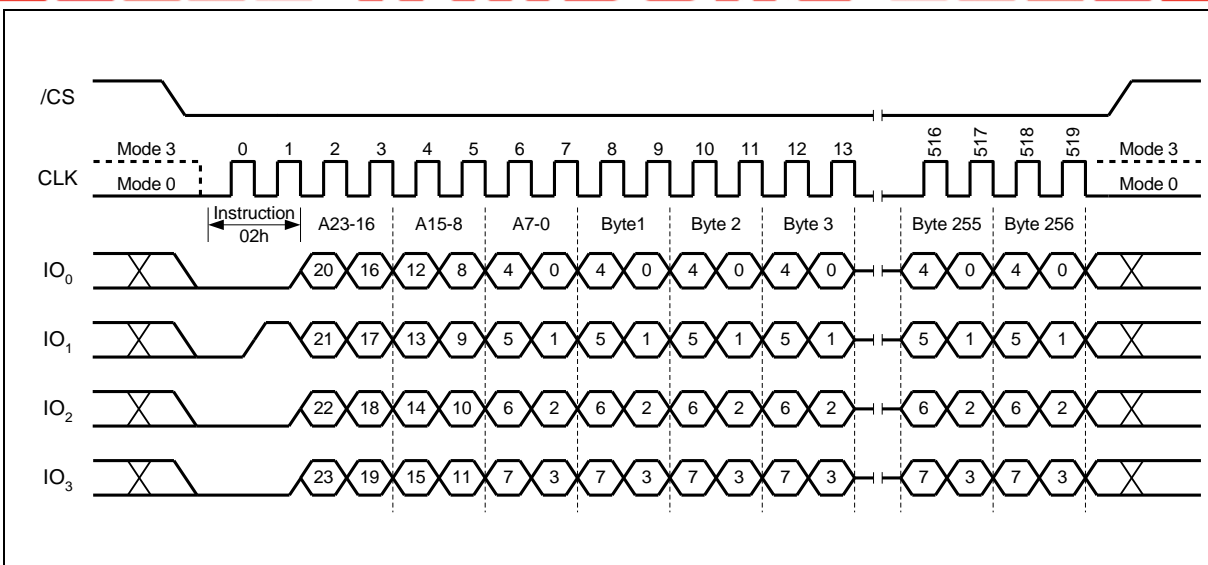 /CS
Mode 3 0 1 2 3 4 5 6 7 8 9 10 11 12 13 516 517 518 519 Mode 3
CLK
Mode 0 Mode 0
Instruction A23-16 A15-8 A7-0 Byte1 Byte 2 Byte 3 Byte 255 Byte 256
02h
IO0 20 16 12 8 4 0 4 0 4 0 4 0 4 0 4 0
IO1 21 17 13 9 5 1 5 1 5 1 5 1 5 1 5 1
IO2 22 18 14 10 6 2 6 2 6 2 6 2 6 2 6 2
IO3 23 19 15 11 7 3 7 3 7 3 7 3 7 3 7 3